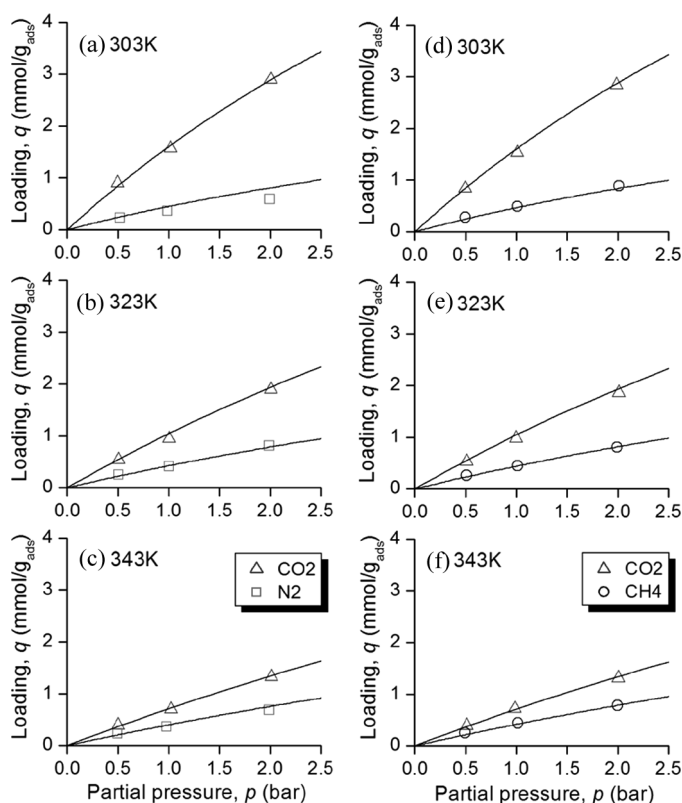 (a) 303K
Loading, q (mmol/g_ads)
4
3
2
1
0
0.0 0.5 1.0 1.5 2.0 2.5
(b) 323K
Loading, q (mmol/g_ads)
4
3
2
1
0
0.0 0.5 1.0 1.5 2.0 2.5
(c) 343K
CO2
N2
Loading, q (mmol/g_ads)
4
3
2
1
0
0.0 0.5 1.0 1.5 2.0 2.5
Partial pressure, p (bar)
(d) 303K
Loading, q (mmol/g_ads)
4
3
2
1
0
0.0 0.5 1.0 1.5 2.0 2.5
(e) 323K
Loading, q (mmol/g_ads)
4
3
2
1
0
0.0 0.5 1.0 1.5 2.0 2.5
(f) 343K
CO2
CH4
Loading, q (mmol/g_ads)
4
3
2
1
0
0.0 0.5 1.0 1.5 2.0 2.5
Partial pressure, p (bar)